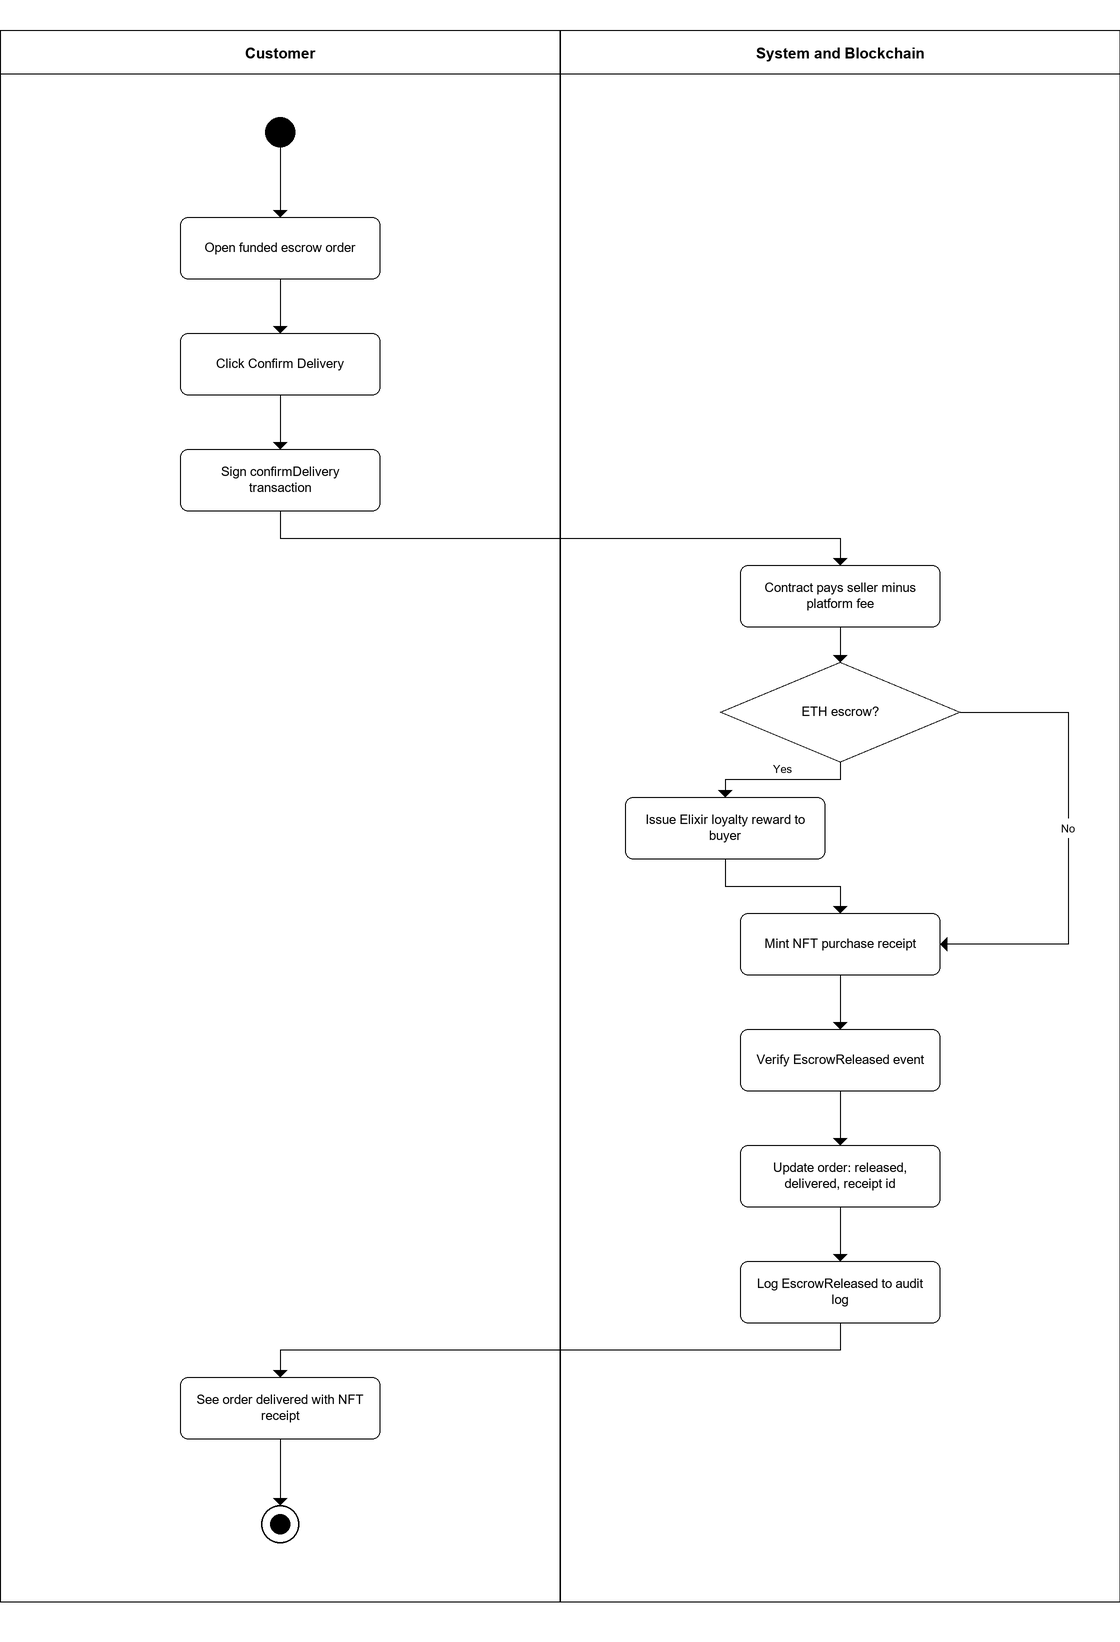 Customer
System and Blockchain
Open funded escrow order
Click Confirm Delivery
Sign confirmDelivery
transaction
Contract pays seller minus
platform fee
ETH escrow?
Yes
Issue Elixir loyalty reward to
buyer
No
Mint NFT purchase receipt
Verify EscrowReleased event
Update order: released,
delivered, receipt id
Log EscrowReleased to audit
log
See order delivered with NFT
receipt